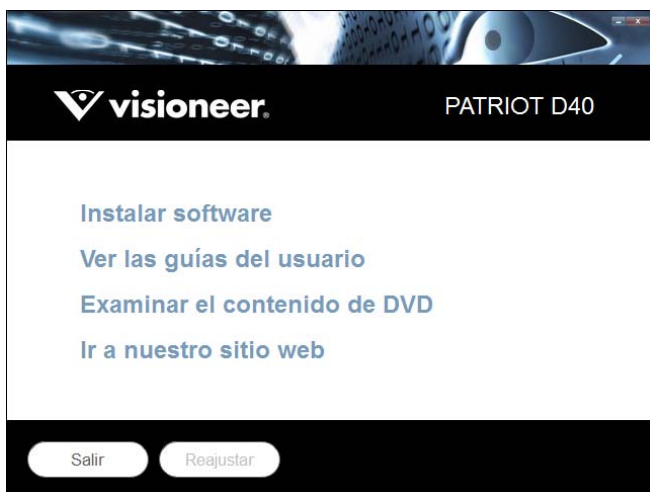 visioneer®
PATRIOT D40
Instalar software
Ver las guías del usuario
Examinar el contenido de DVD
Ir a nuestro sitio web
Salir
Reajustar